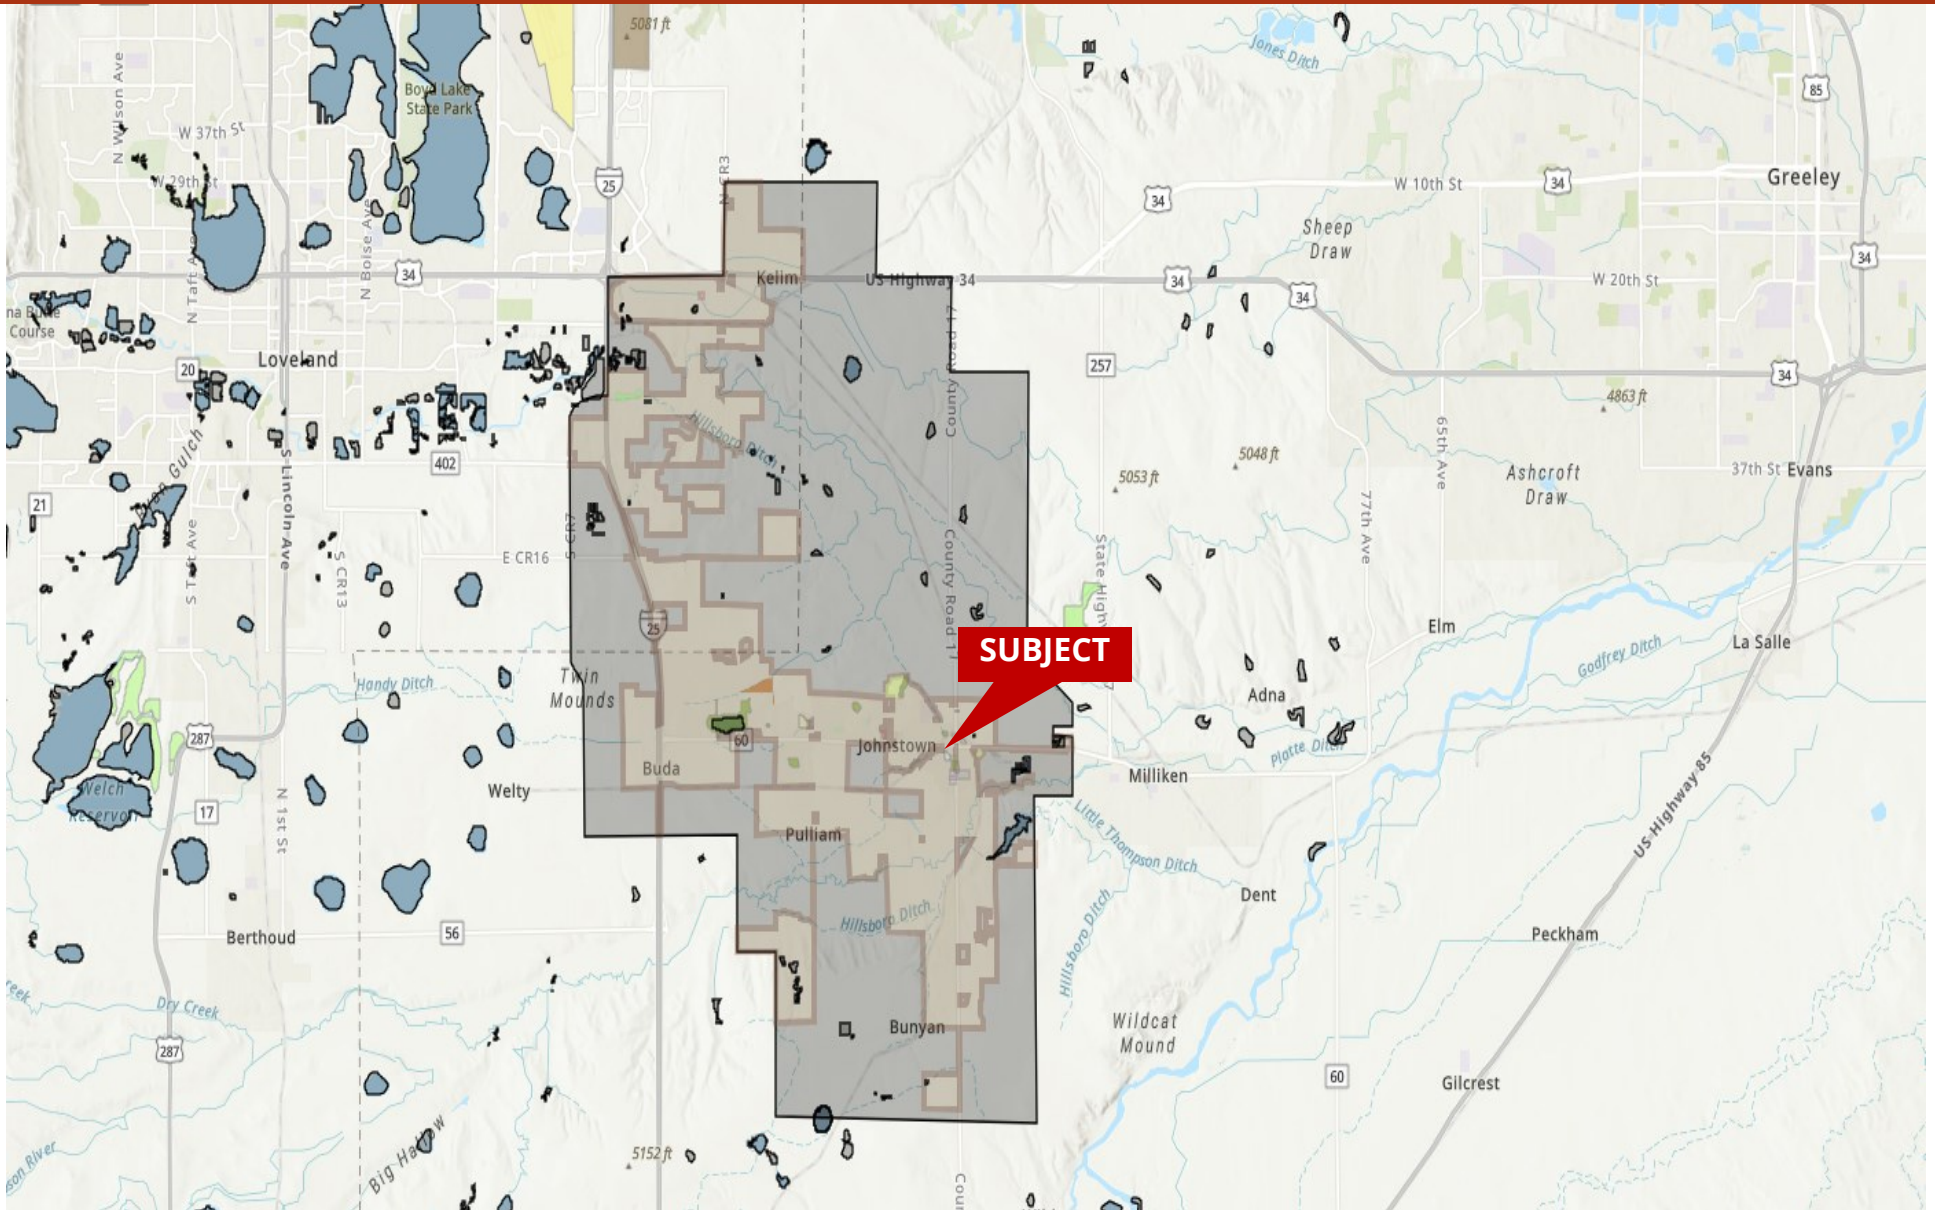 5081 ft
Jones Ditch
N Wilson Ave
Boyd Lake
State Park
85
W 37th St
W 29th St
25
N CR3
34
W 10th St
34
Greeley
Sheep
Draw
N Taft Ave
N Boise Ave
34
Kelim
US Highway 34
34
34
W 20th St
34
Course
Loveland
20
County Road 17
257
34
4863 ft
Hillsboro Ditch
402
65th Ave
5048 ft
5053 ft
Ashcroft
Draw
37th St
Evans
21
Gulch
S Lincoln Ave
77th Ave
S Taft Ave
S CR13
E CR16
S CR7
County Road 17
25
SUBJECT
Elm
La Salle
Godfrey Ditch
Handy Ditch
Twin
Mounds
Adna
287
60
Johnstown
Platte Ditch
Buda
Milliken
Welch
Reservoir
17
Welty
N 1st St
Pulliam
Little Thompson Ditch
US Highway 85
Dent
Hillsboro Ditch
Hillsboro Ditch
Berthoud
56
Peckham
Dry Creek
287
Bunyan
Wildcat
Mound
60
Gilcrest
Big Hollow
5152 ft